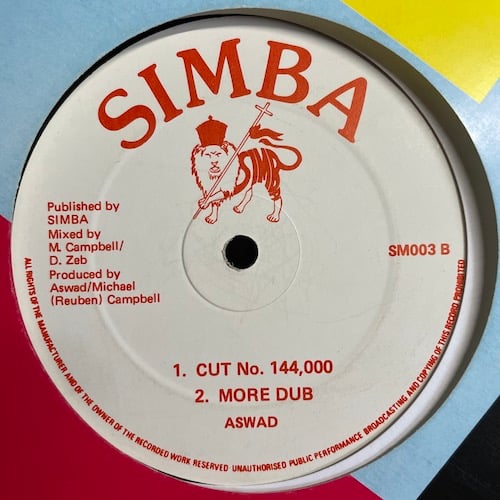 SIMBA
SIMBA
Published by
SIMBA
Mixed by
M. Campbell/
D. Zeb
Produced by
Aswad/Michael
(Reuben) Campbell
SM003 B
1. CUT No. 144,000
2. MORE DUB
ASWAD
ALL RIGHTS OF THE MANUFACTURER AND OF THE OWNER OF THE RECORDED WORK RESERVED UNAUTHORISED PUBLIC PERFORMANCE BROADCASTING AND COPYING OF THIS RECORD PROHIBITED